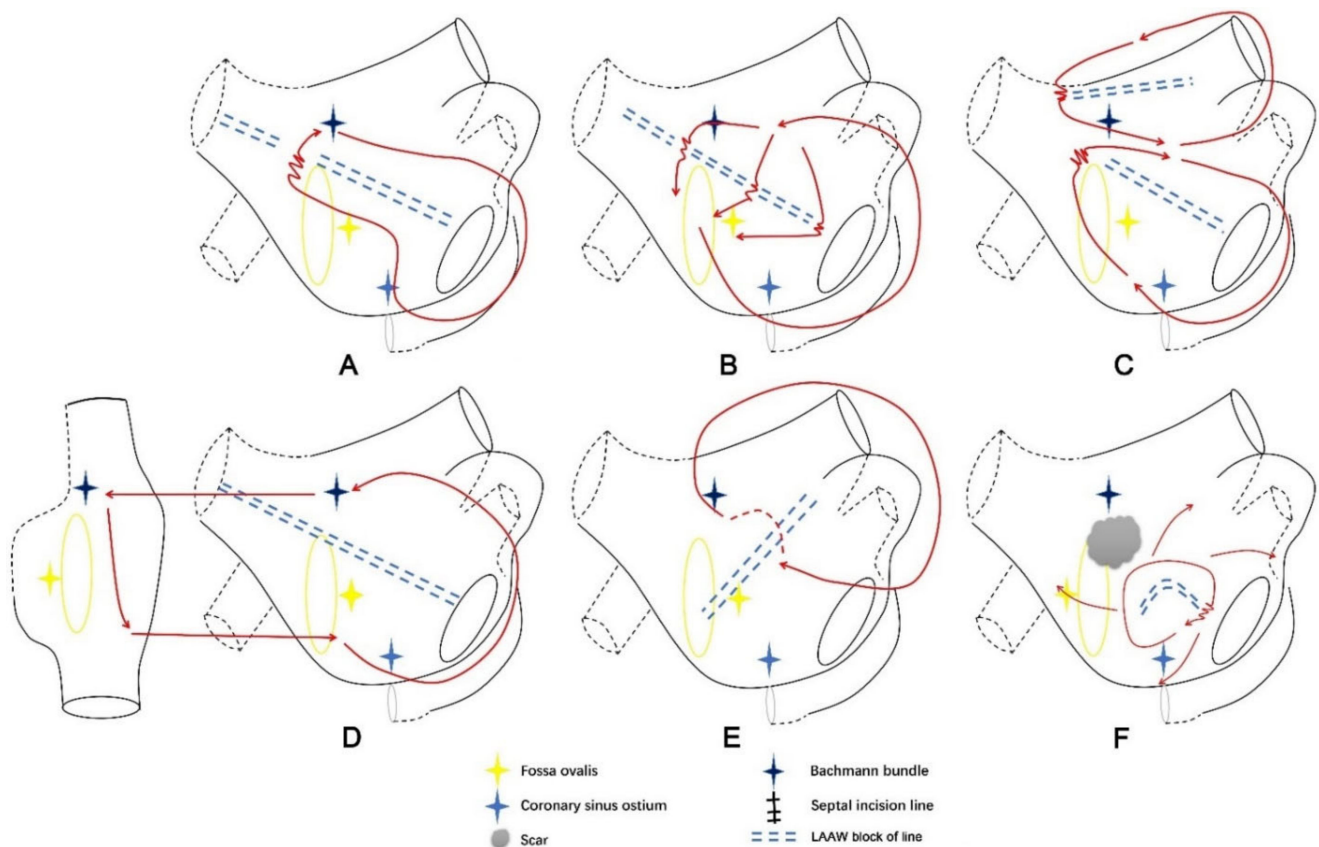 A B C
D E F
Fossa ovalis Bachmann bundle
Coronary sinus ostium Septal incision line
Scar LAAW block of line